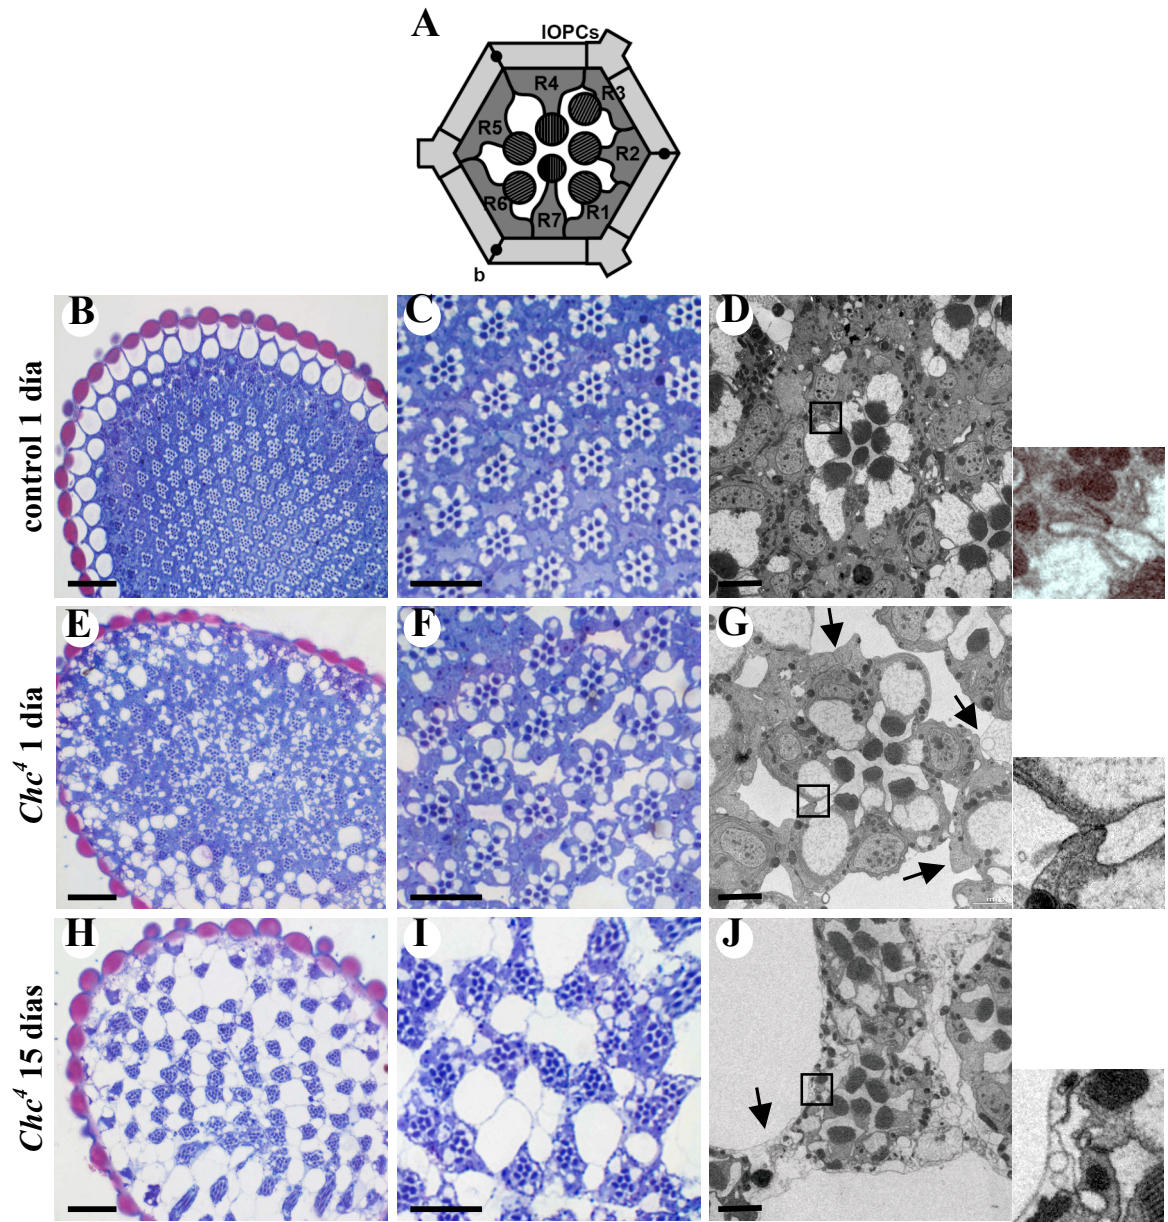 A
IOPCs
R4
R3
R5
R2
R6
R7
R1
b
control 1 día
B
C
D
Chc⁴ 1 día
E
F
G
Chc⁴ 15 días
H
I
J